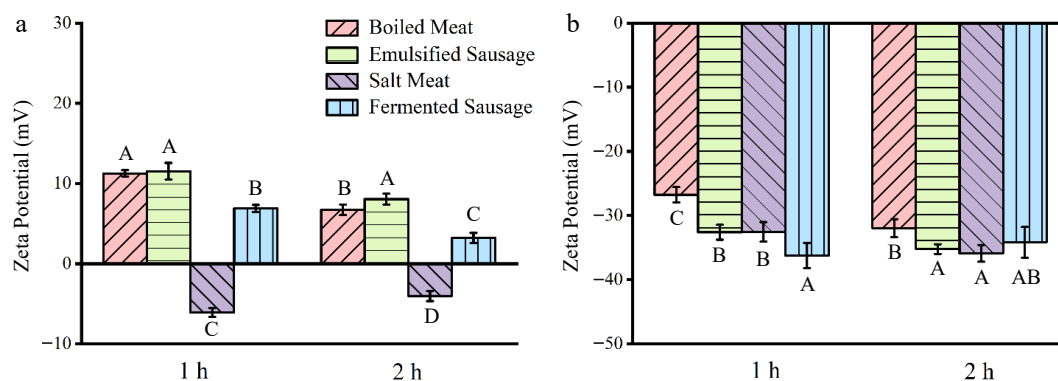 a
Zeta Potential (mV)
30
20
10
0
−10
Boiled Meat
Emulsified Sausage
Salt Meat
Fermented Sausage
A
A
C
B
B
A
D
C
1 h
2 h
b
Zeta Potential (mV)
0
−10
−20
−30
−40
−50
C
B
B
A
B
A
A
AB
1 h
2 h